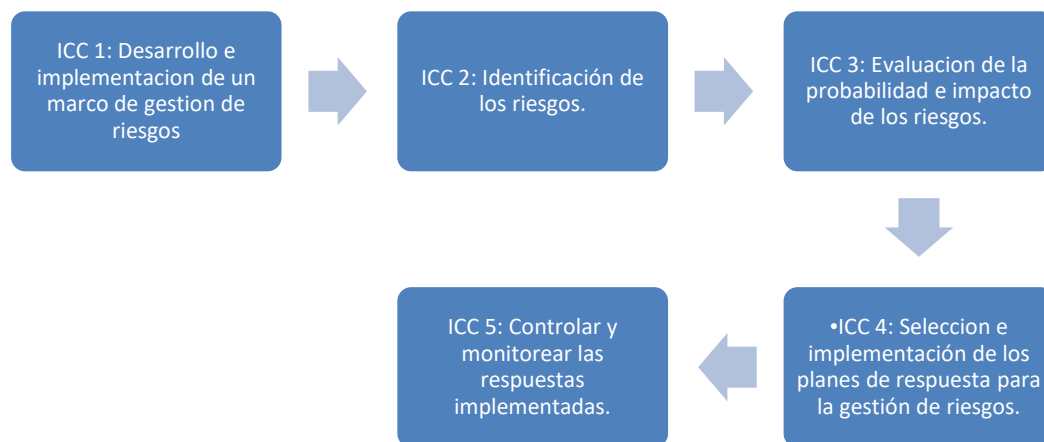 ICC 1: Desarrollo e
implementacion de un
marco de gestion de
riesgos
ICC 2: Identificación de
los riesgos.
ICC 3: Evaluacion de la
probabilidad e impacto
de los riesgos.
•ICC 4: Seleccion e
implementación de los
planes de respuesta para
la gestión de riesgos.
ICC 5: Controlar y
monitorear las
respuestas
implementadas.